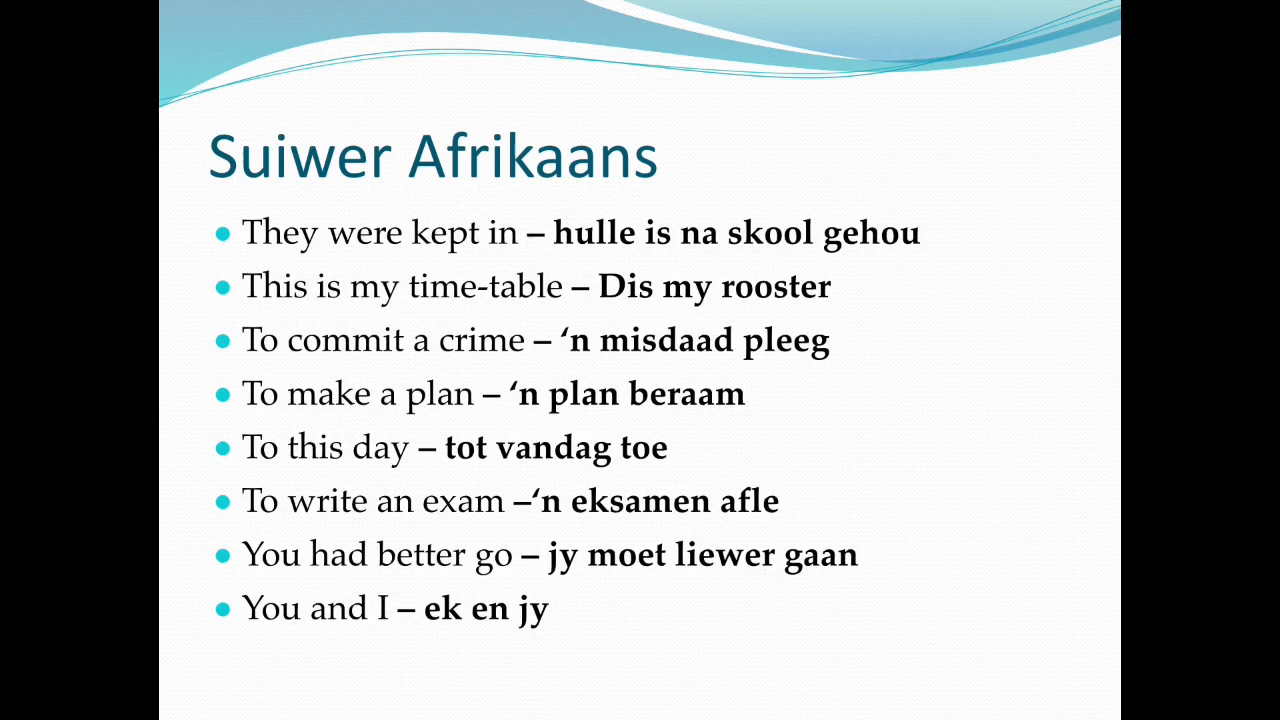 Suiwer Afrikaans
They were kept in – hulle is na skool gehou
This is my time-table – Dis my rooster
To commit a crime – ‘n misdaad pleeg
To make a plan – ‘n plan beraam
To this day – tot vandag toe
To write an exam –‘n eksamen afle
You had better go – jy moet liewer gaan
You and I – ek en jy